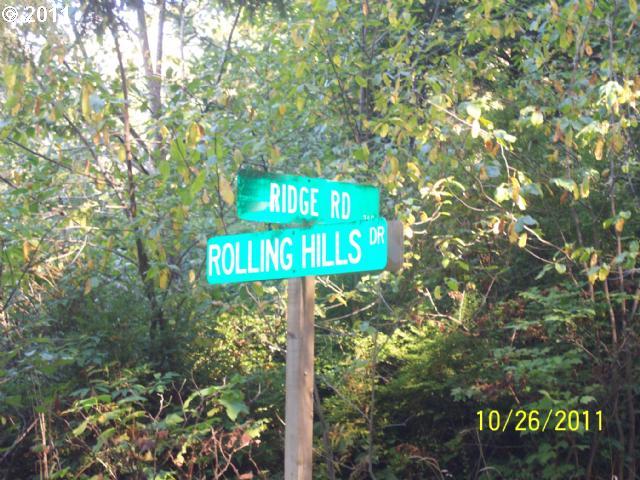 © 2011
RIDGE RD
ROLLING HILLS DR
10/26/2011